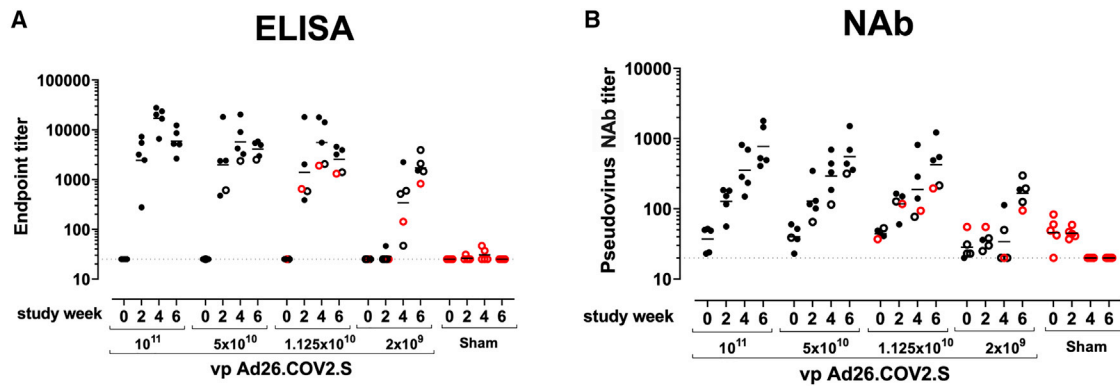 A
ELISA
Endpoint titer
100000
10000
1000
100
10
study week
0 2 4 6 0 2 4 6 0 2 4 6 0 2 4 6 0 2 4 6
10¹¹ 5x10¹⁰ 1.125x10¹⁰ 2x10⁹ Sham
vp Ad26.COV2.S
B
NAb
Pseudovirus NAb titer
10000
1000
100
10
study week
0 2 4 6 0 2 4 6 0 2 4 6 0 2 4 6 0 2 4 6
10¹¹ 5x10¹⁰ 1.125x10¹⁰ 2x10⁹ Sham
vp Ad26.COV2.S